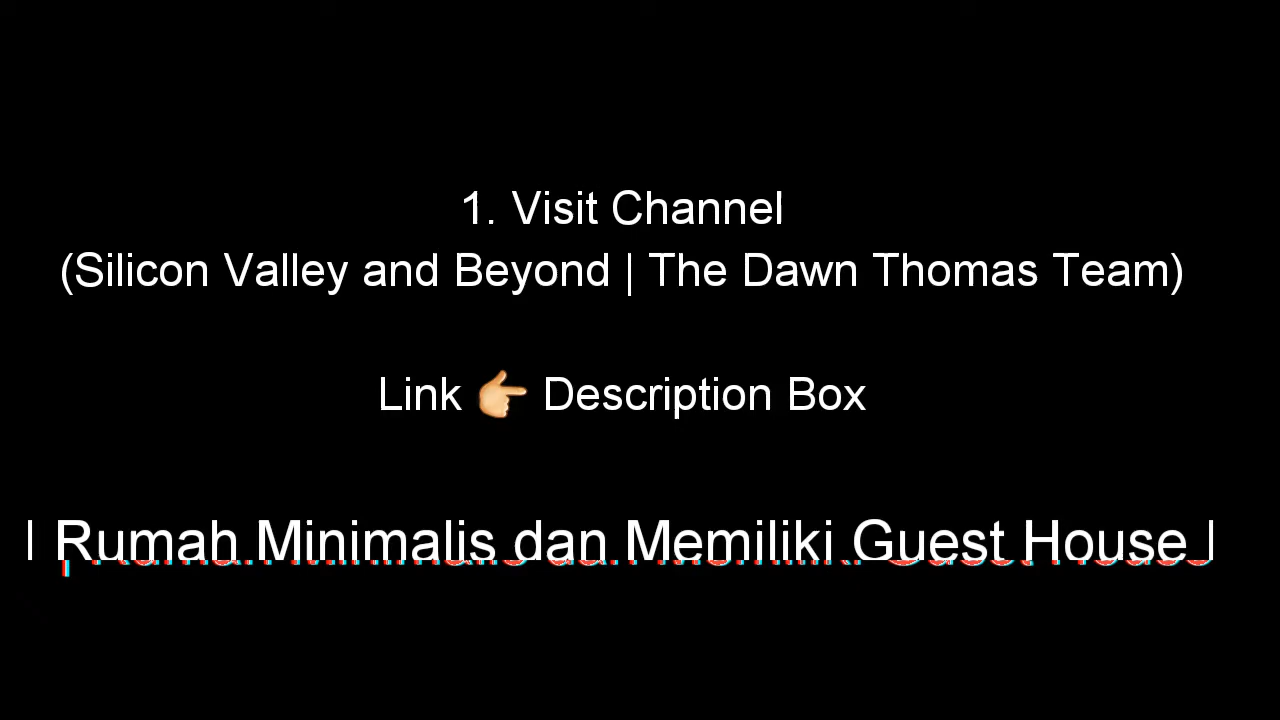 1. Visit Channel
(Silicon Valley and Beyond | The Dawn Thomas Team)
Link 👉 Description Box
| Rumah Minimalis dan Memiliki Guest House |